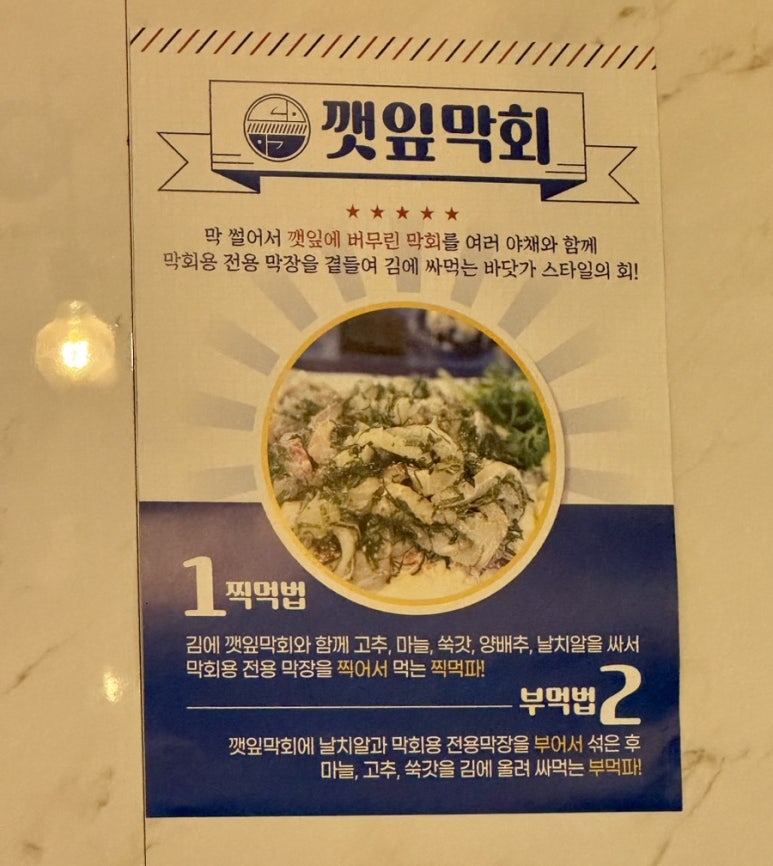 깻잎막회
막 썰어서 깻잎에 버무린 막회를 여러 야채와 함께
막회용 전용 막장을 곁들여 김에 싸먹는 바닷가 스타일의 회!
1 찍먹법
김에 깻잎막회와 함께 고추, 마늘, 쑥갓, 양배추, 날치알을 싸서
막회용 전용 막장을 찍어서 먹는 찍먹파!
부먹법 2
깻잎막회에 날치알과 막회용 전용막장을 부어서 섞은 후
마늘, 고추, 쑥갓을 김에 올려 싸먹는 부먹파!